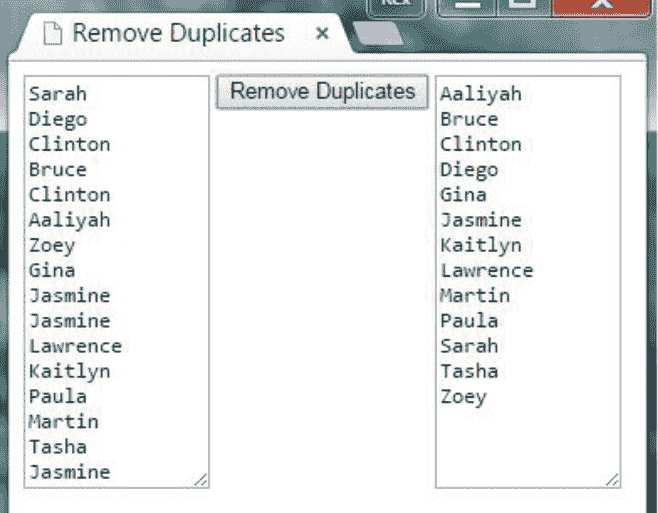 Remove Duplicates
Sarah
Diego
Clinton
Bruce
Clinton
Aaliyah
Zoey
Gina
Jasmine
Jasmine
Lawrence
Kaitlyn
Paula
Martin
Tasha
Jasmine
Remove Duplicates
Aaliyah
Bruce
Clinton
Diego
Gina
Jasmine
Kaitlyn
Lawrence
Martin
Paula
Sarah
Tasha
Zoey